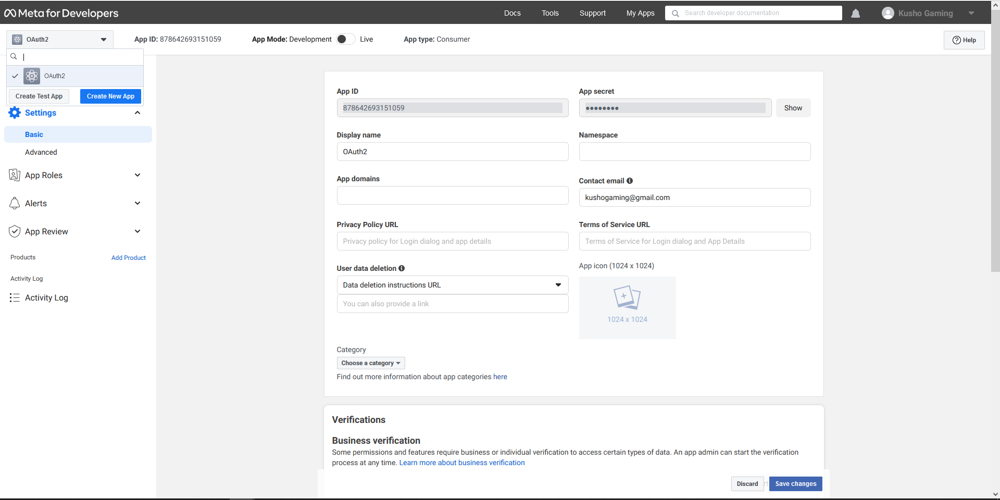 Meta for Developers
Docs
Tools
Support
My Apps
Search developer documentation
Kusho Gaming
OAuth2
App ID: 878642693151059
App Mode: Development
Live
App type: Consumer
Help
OAuth2
Create Test App
Create New App
Settings
Basic
Advanced
App Roles
Alerts
App Review
Products
Add Product
Activity Log
Activity Log
App ID
878642693151059
App secret
●●●●●●●●
Show
Display name
OAuth2
Namespace
App domains
Contact email
kushogaming@gmail.com
Privacy Policy URL
Privacy policy for Login dialog and app details
Terms of Service URL
Terms of Service for Login dialog and App Details
User data deletion
Data deletion instructions URL
You can also provide a link
App icon (1024 x 1024)
1024 x 1024
Category
Choose a category
Find out more information about app categories here
Verifications
Business verification
Some permissions and features require business or individual verification to access certain types of data. An app admin can start the verification
process at any time. Learn more about business verification
Discard
Save changes